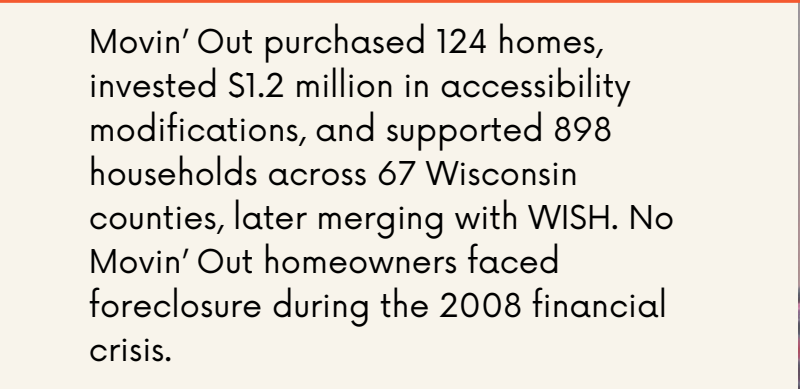 Movin’ Out purchased 124 homes,
invested $1.2 million in accessibility
modifications, and supported 898
households across 67 Wisconsin
counties, later merging with WISH. No
Movin’ Out homeowners faced
foreclosure during the 2008 financial
crisis.